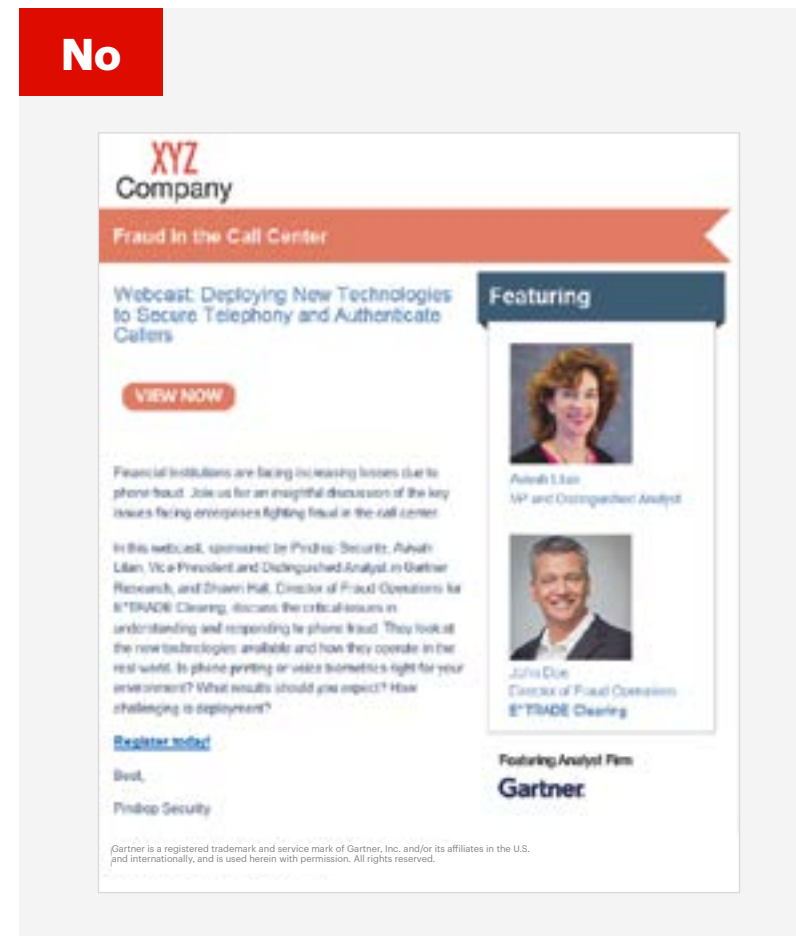 No
XYZ
Company
Fraud in the Call Center
Webcast: Deploying New Technologies
to Secure Telephony and Authenticate
Callers
VIEW NOW
Financial Institutions are facing increasing losses due to
phone fraud. Join us for an insightful discussion of the key
issues facing enterprises fighting fraud in the call center.
In this webcast, sponsored by Pindrop Security, Avivah
Litan, Vice President and Distinguished Analyst in Gartner
Research, and Shawn Hall, Director of Fraud Operations for
E*TRADE Clearing, discuss the critical issues in
understanding and responding to phone fraud. They look at
the new technologies available and how they operate in the
real world. Is phone printing or voice biometrics right for your
environment? What results should you expect? How
challenging is deployment?
Register today!
Best,
Pindrop Security
Featuring
Avivah Litan
VP and Distinguished Analyst
John Doe
Director of Fraud Operations
E*TRADE Clearing
Featuring Analyst Firm
Gartner
Gartner is a registered trademark and service mark of Gartner, Inc. and/or its affiliates in the U.S.
and internationally, and is used herein with permission. All rights reserved.